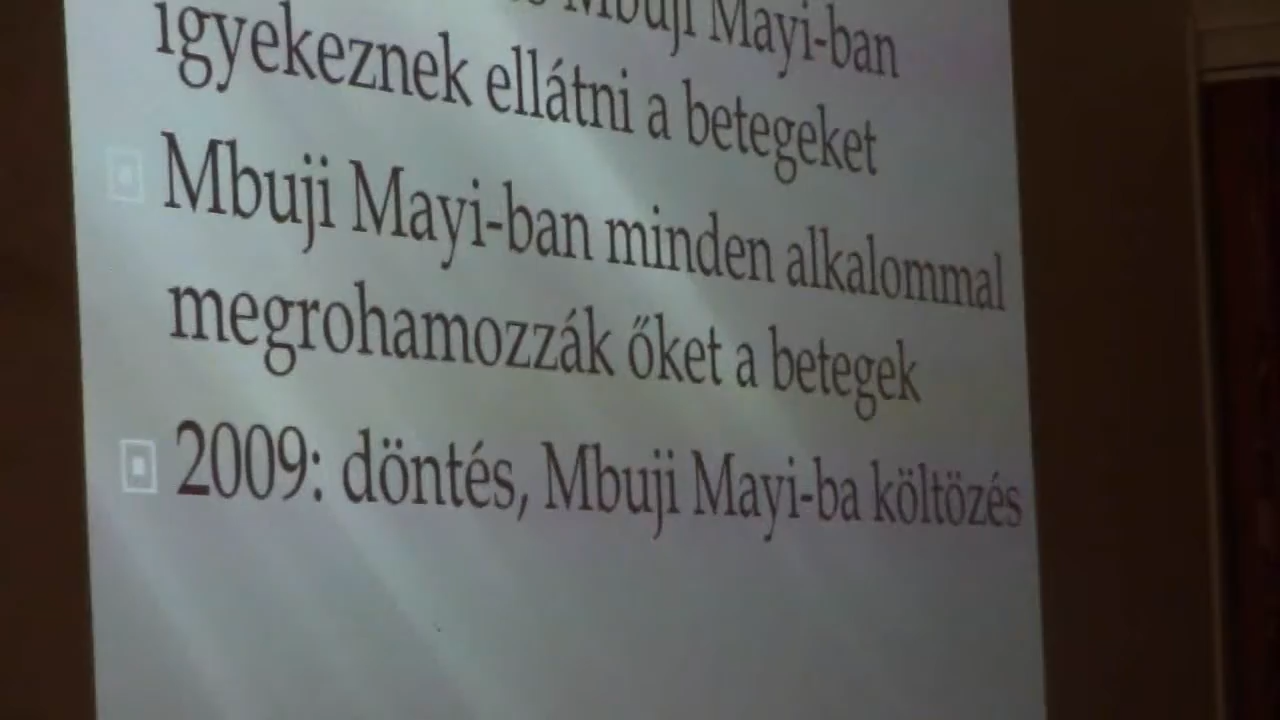 Mbuji Mayi-ban
igyekeznek ellátni a betegeket
Mbuji Mayi-ban minden alkalommal
megrohamozzák őket a betegek
2009: döntés, Mbuji Mayi-ba költözés